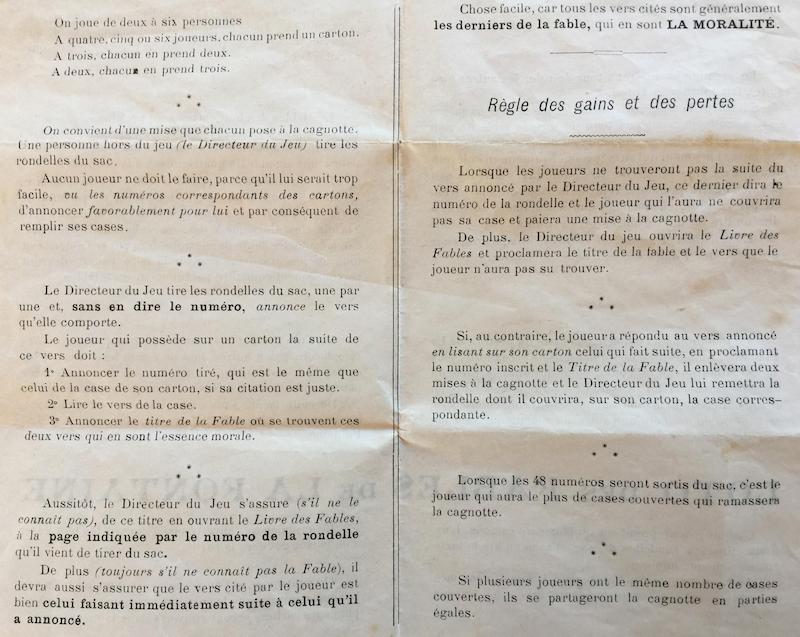 On joue de deux à six personnes
A quatre, cinq ou six joueurs, chacun prend un carton.
A trois, chacun en prend deux.
A deux, chacun en prend trois.
On convient d'une mise que chacun pose à la cagnotte.
Une personne hors du jeu (le Directeur du Jeu) tire les
rondelles du sac.
Aucun joueur ne doit le faire, parce qu'il lui serait trop
facile, vu les numéros correspondants des cartons,
d'annoncer favorablement pour lui et par conséquent de
remplir ses cases.
Le Directeur du Jeu tire les rondelles du sac, une par
une et, sans en dire le numéro, annonce le vers
qu'elle comporte.
Le joueur qui possède sur un carton la suite de
ce vers doit :
1º Annoncer le numéro tiré, qui est le même que
celui de la case de son carton, si sa citation est juste.
2º Lire le vers de la case.
3º Annoncer le titre de la Fable où se trouvent ces
deux vers qui en sont l'essence morale.
Aussitôt, le Directeur du Jeu s'assure (s'il ne le
connaît pas), de ce titre en ouvrant le Livre des Fables,
à la page indiquée par le numéro de la rondelle
qu'il vient de tirer du sac.
De plus (toujours s'il ne connaît pas la Fable), il
devra aussi s'assurer que le vers cité par le joueur est
bien celui faisant immédiatement suite à celui qu'il
a annoncé.
Chose facile, car tous les vers cités sont généralement
les derniers de la fable, qui en sont LA MORALITÉ.
Règle des gains et des pertes
Lorsque les joueurs ne trouveront pas la suite du
vers annoncé par le Directeur du Jeu, ce dernier dira le
numéro de la rondelle et le joueur qui l'aura ne couvrira
pas sa case et paiera une mise à la cagnotte.
De plus, le Directeur du jeu ouvrira le Livre des
Fables et proclamera le titre de la fable et le vers que le
joueur n'aura pas su trouver.
Si, au contraire, le joueur a répondu au vers annoncé
en lisant sur son carton celui qui fait suite, en proclamant
le numéro inscrit et le Titre de la Fable, il enlèvera deux
mises à la cagnotte et le Directeur du Jeu lui remettra la
rondelle dont il couvrira, sur son carton, la case corres-
pondante.
Lorsque les 48 numéros seront sortis du sac, c'est le
joueur qui aura le plus de cases couvertes qui ramassera
la cagnotte.
Si plusieurs joueurs ont le même nombre de cases
couvertes, ils se partageront la cagnotte en parties
égales.